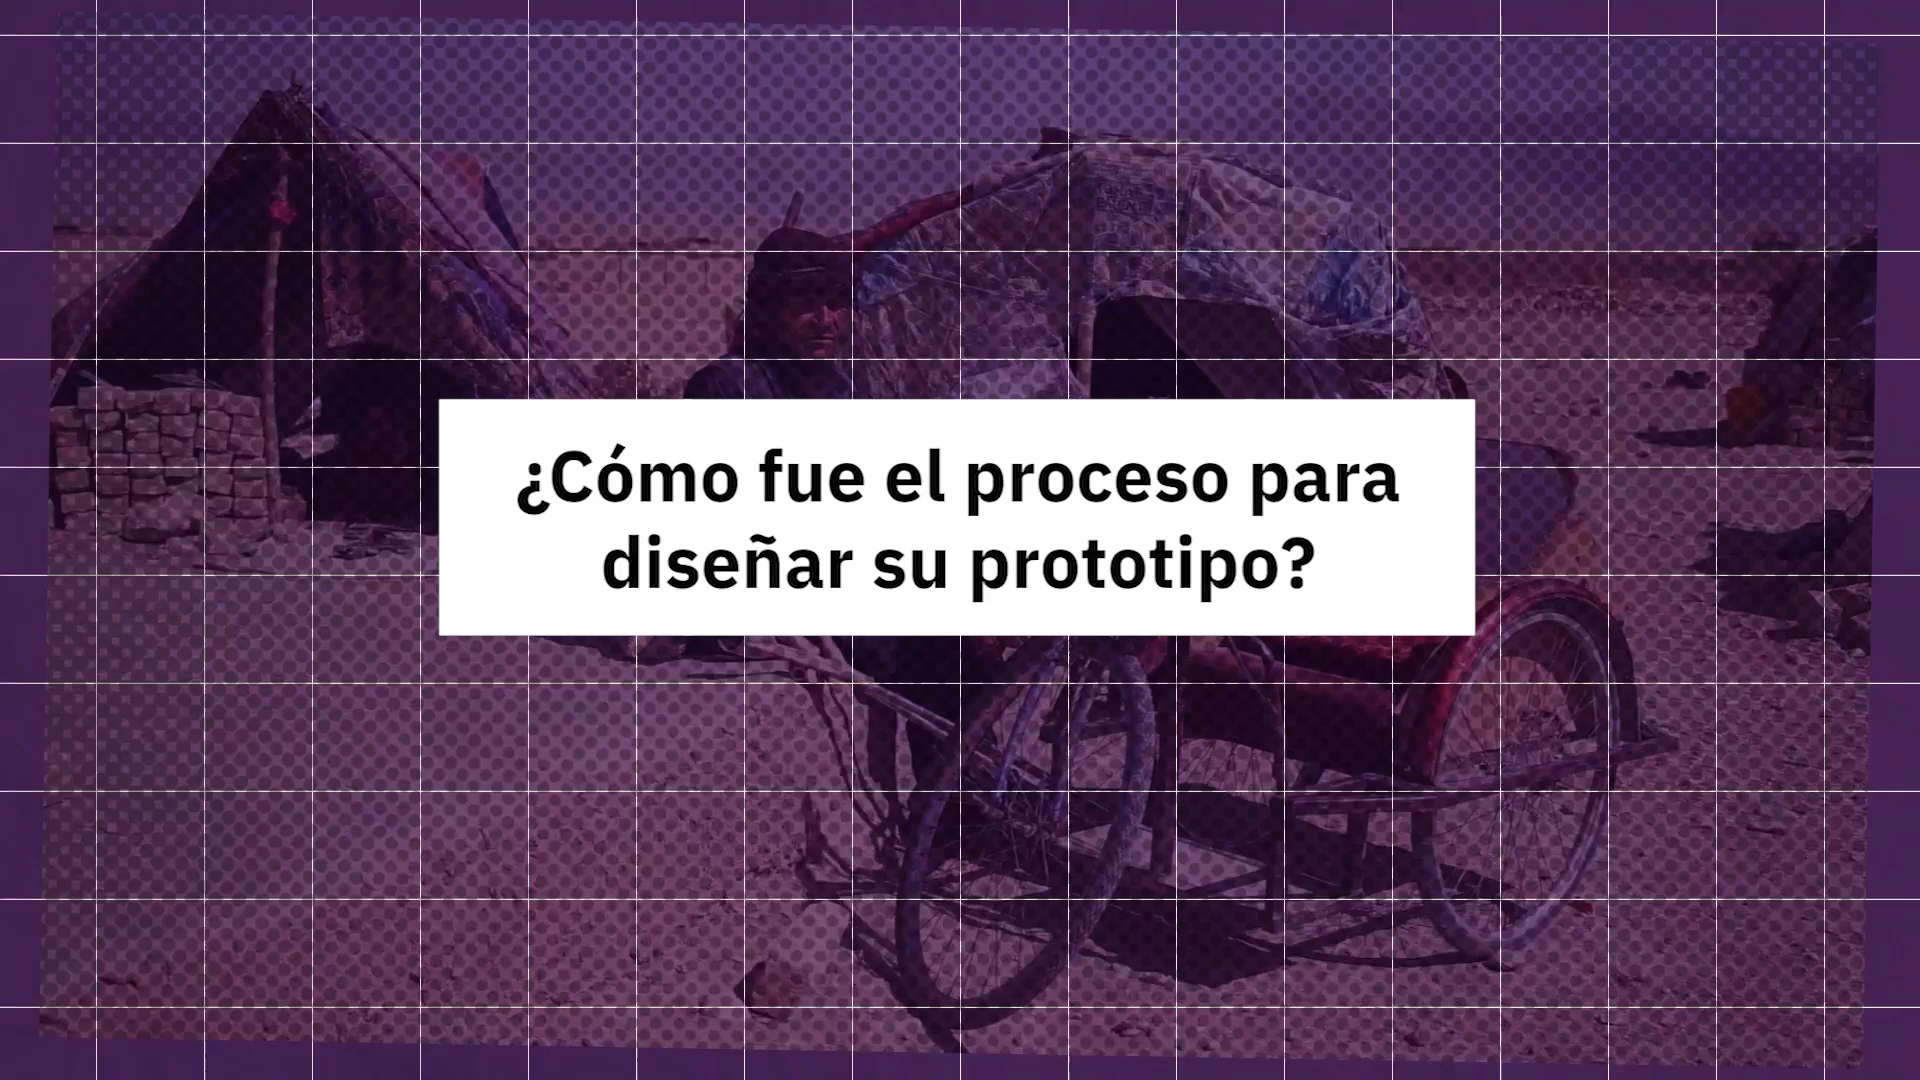 ¿Cómo fue el proceso para
diseñar su prototipo?